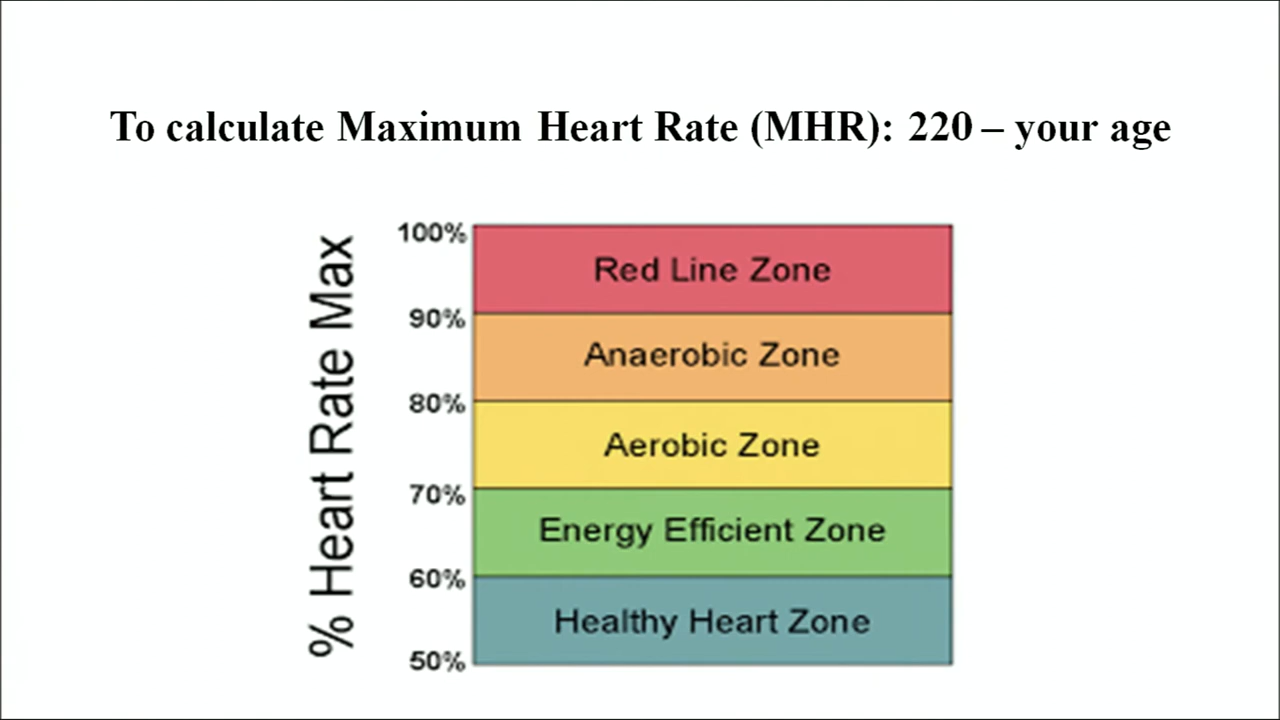 To calculate Maximum Heart Rate (MHR): 220 – your age
% Heart Rate Max
100%
Red Line Zone
90%
Anaerobic Zone
80%
Aerobic Zone
70%
Energy Efficient Zone
60%
Healthy Heart Zone
50%